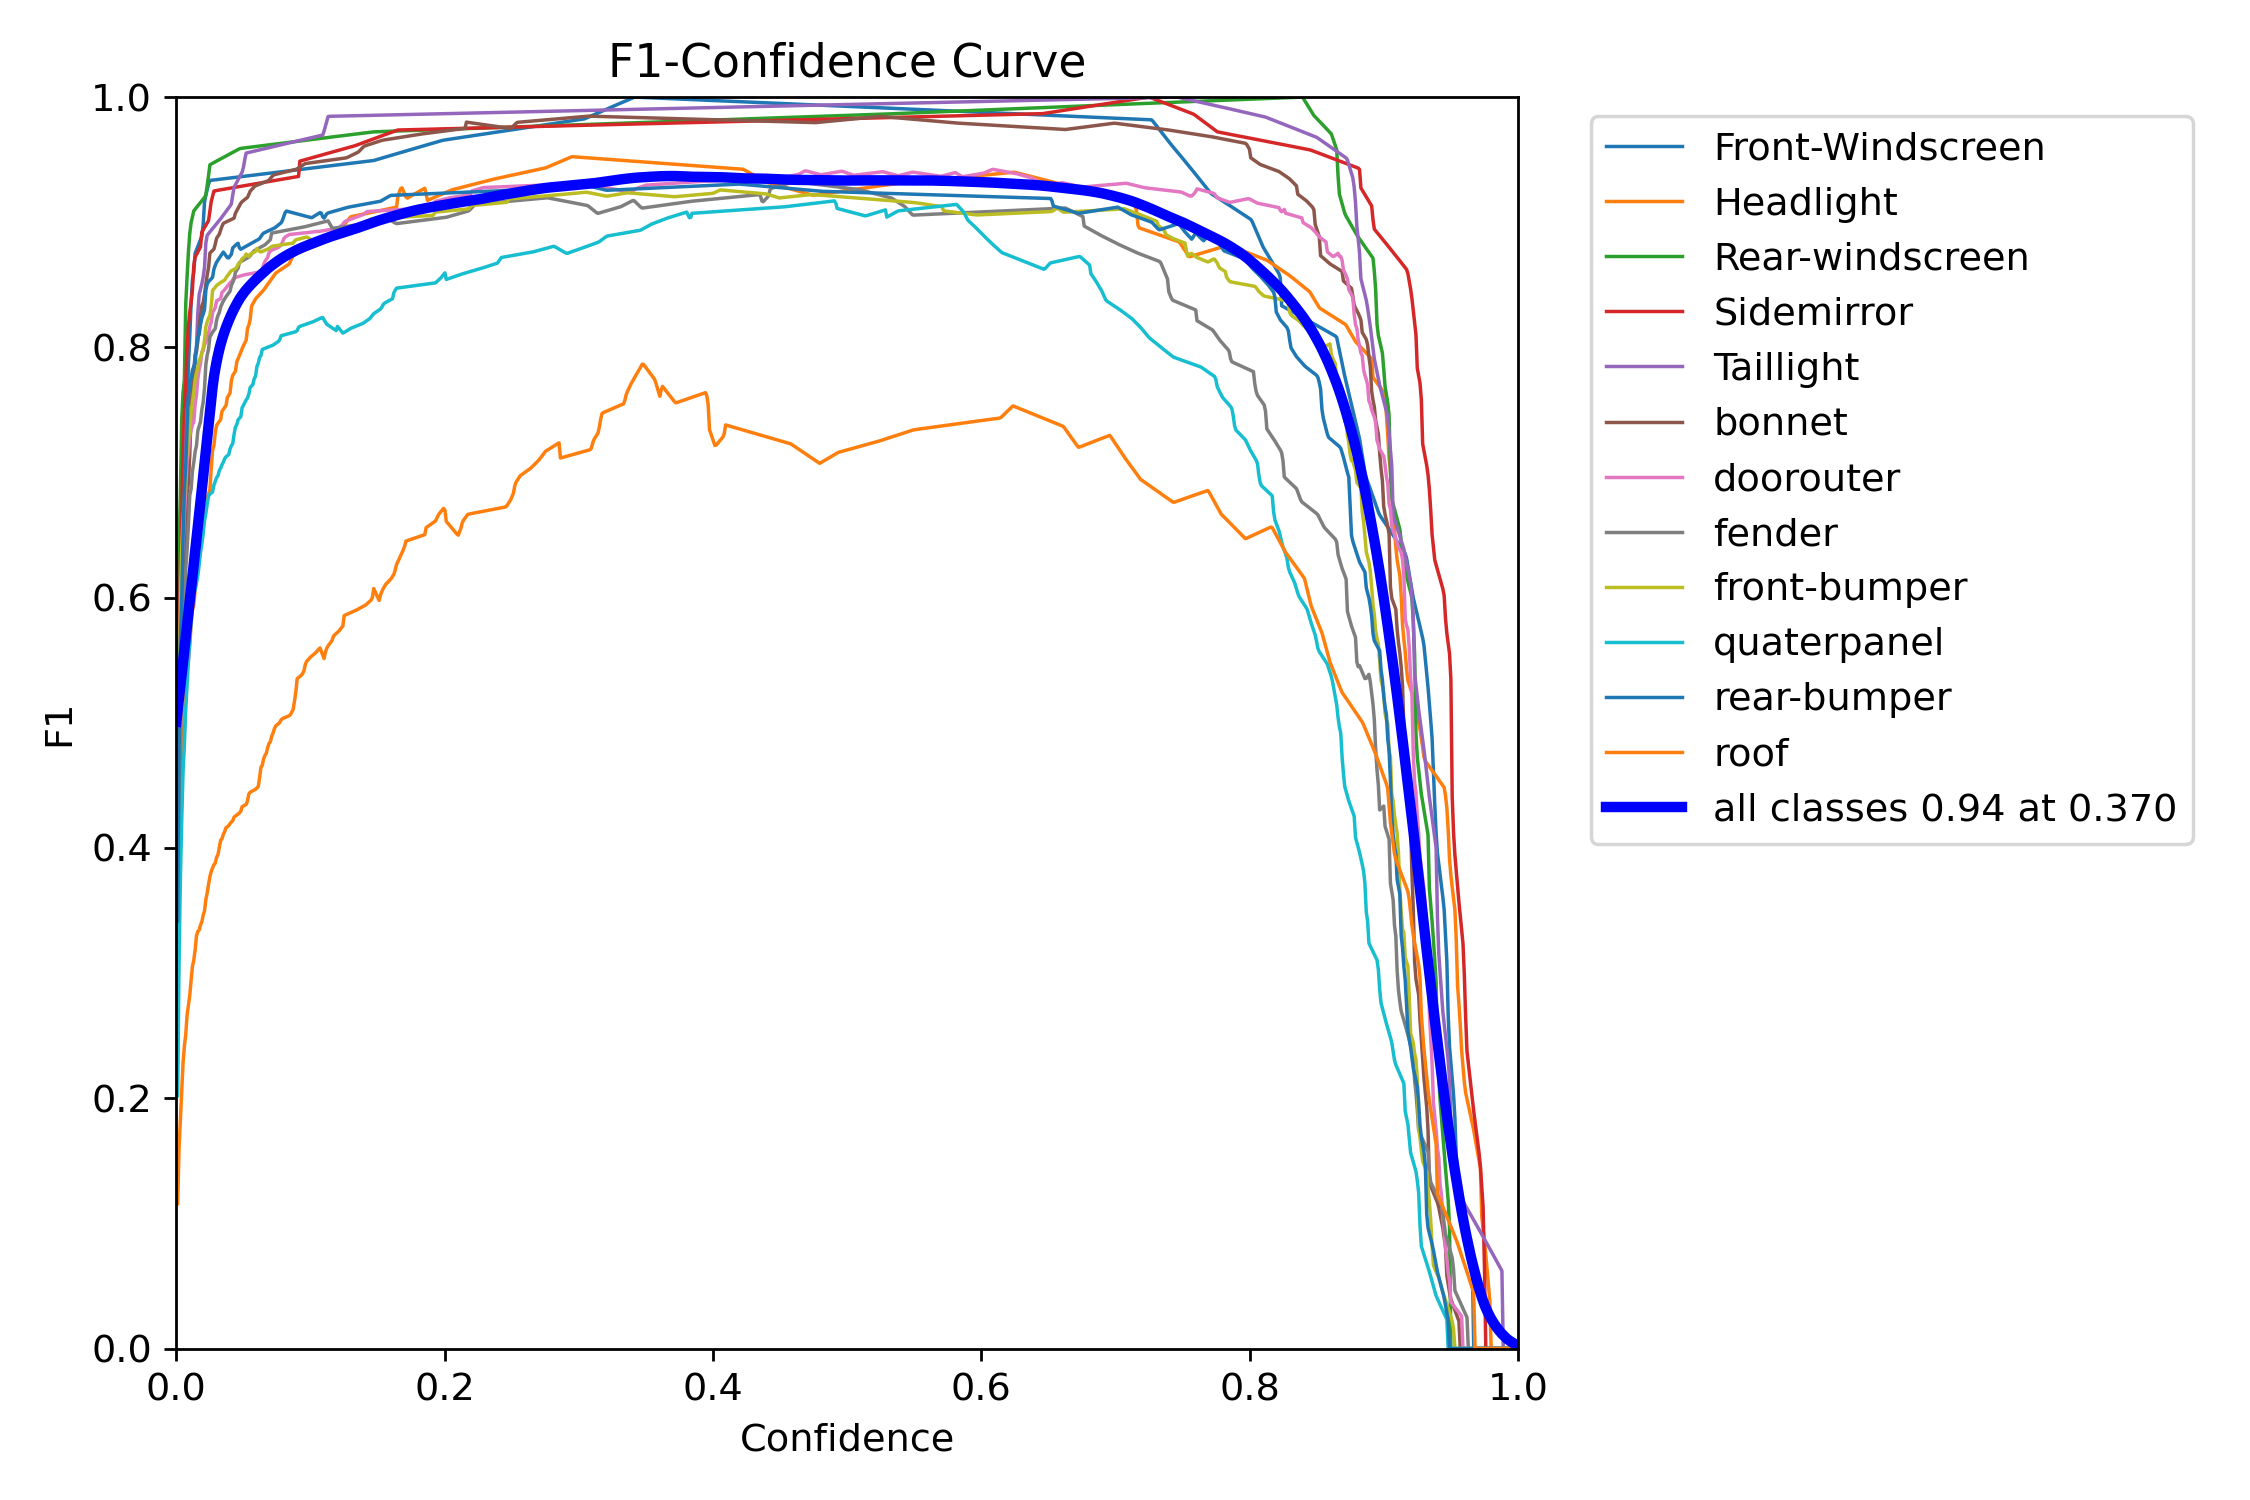 F1-Confidence Curve
1.0
0.8
0.6
0.4
0.2
0.0
F1
0.0 0.2 0.4 0.6 0.8 1.0
Confidence
Front-Windscreen
Headlight
Rear-windscreen
Sidemirror
Taillight
bonnet
doorouter
fender
front-bumper
quaterpanel
rear-bumper
roof
all classes 0.94 at 0.370